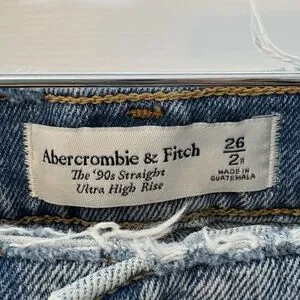 Abercrombie & Fitch
The '90s Straight
Ultra High Rise
26
2R
MADE IN
GUATEMALA